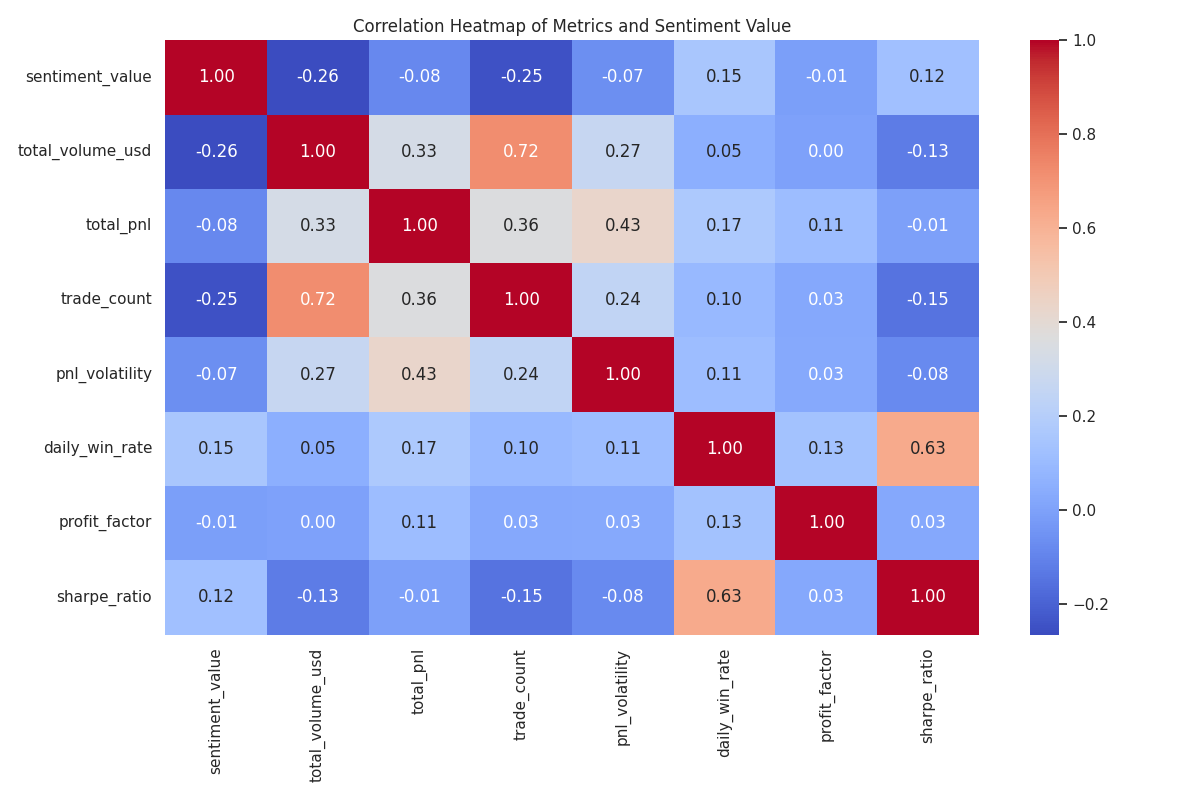 Correlation Heatmap of Metrics and Sentiment Value
sentiment_value 1.00 -0.26 -0.08 -0.25 -0.07 0.15 -0.01 0.12
total_volume_usd -0.26 1.00 0.33 0.72 0.27 0.05 0.00 -0.13
total_pnl -0.08 0.33 1.00 0.36 0.43 0.17 0.11 -0.01
trade_count -0.25 0.72 0.36 1.00 0.24 0.10 0.03 -0.15
pnl_volatility -0.07 0.27 0.43 0.24 1.00 0.11 0.03 -0.08
daily_win_rate 0.15 0.05 0.17 0.10 0.11 1.00 0.13 0.63
profit_factor -0.01 0.00 0.11 0.03 0.03 0.13 1.00 0.03
sharpe_ratio 0.12 -0.13 -0.01 -0.15 -0.08 0.63 0.03 1.00
sentiment_value
total_volume_usd
total_pnl
trade_count
pnl_volatility
daily_win_rate
profit_factor
sharpe_ratio
1.0
0.8
0.6
0.4
0.2
0.0
−0.2